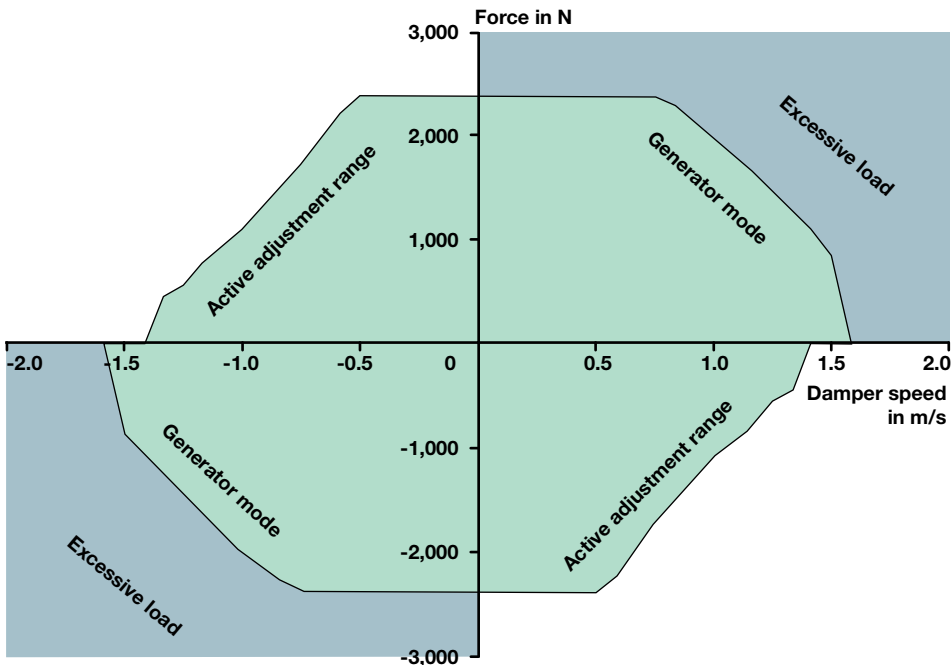 Force in N
3,000
2,000
1,000
Excessive load
Generator mode
Active adjustment range
-2.0
-1.5
-1.0
-0.5
0
0.5
1.0
1.5
2.0
Damper speed
in m/s
-1,000
-2,000
-3,000
Generator mode
Active adjustment range
Excessive load